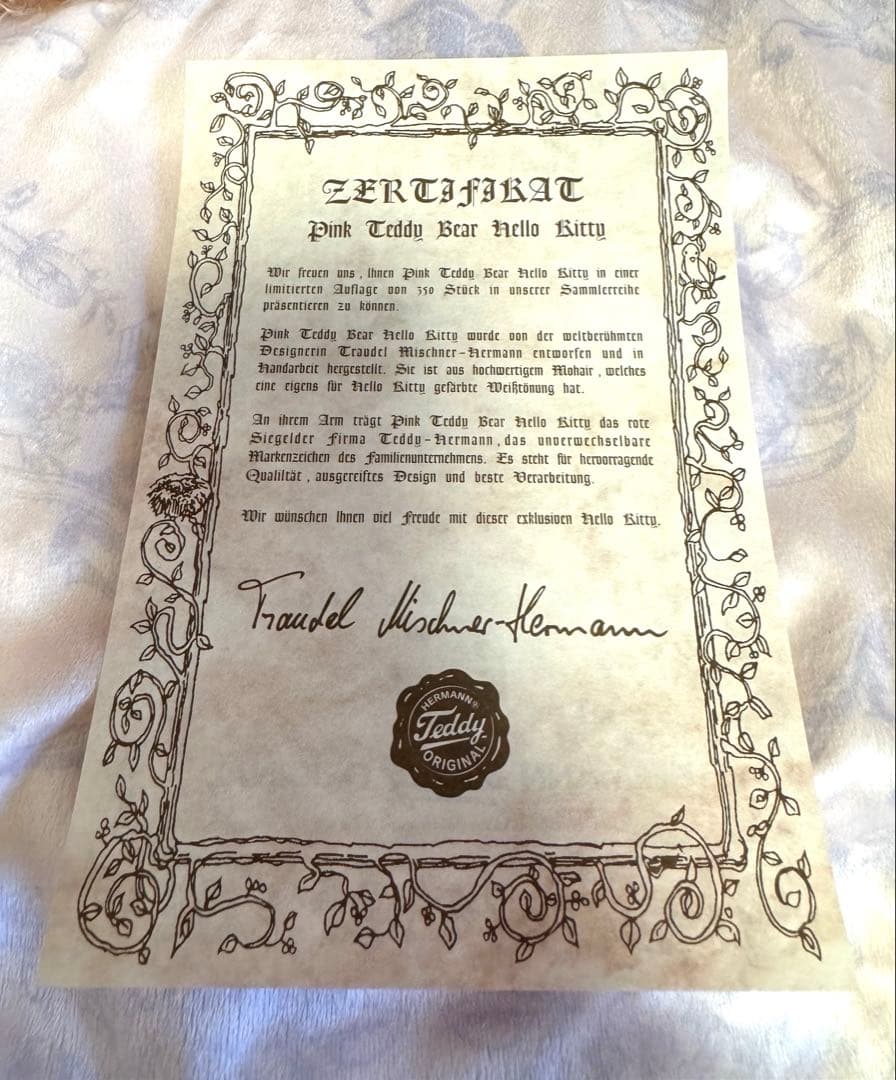 ZERTIFIKAT
Pink Teddy Bear Hello Kitty
Wir freuen uns , Ihnen Pink Teddy Bear Hello Kitty in einer
limitierten Auflage von 350 Stück in unserer Sammlerreihe
präsentieren zu können.
Pink Teddy Bear Hello Kitty wurde von der weltberühmten
Designerin Traudel Mischner-Hermann entworfen und in
Handarbeit hergestellt. Sie ist aus hochwertigem Mohair , welches
eine eigens für Hello Kitty gefärbte Weißtönung hat.
An ihrem Arm trägt Pink Teddy Bear Hello Kitty das rote
Siegelder Firma Teddy-Hermann , das unverwechselbare
Markenzeichen des Familienunternehmens. Es steht für hervorragende
Qualiltät , ausgereiftes Design und beste Verarbeitung.
Wir wünschen Ihnen viel Freude mit dieser exklusiven Hello Kitty.
Traudel Mischner-Hermann
HERMANN®
Teddy
ORIGINAL